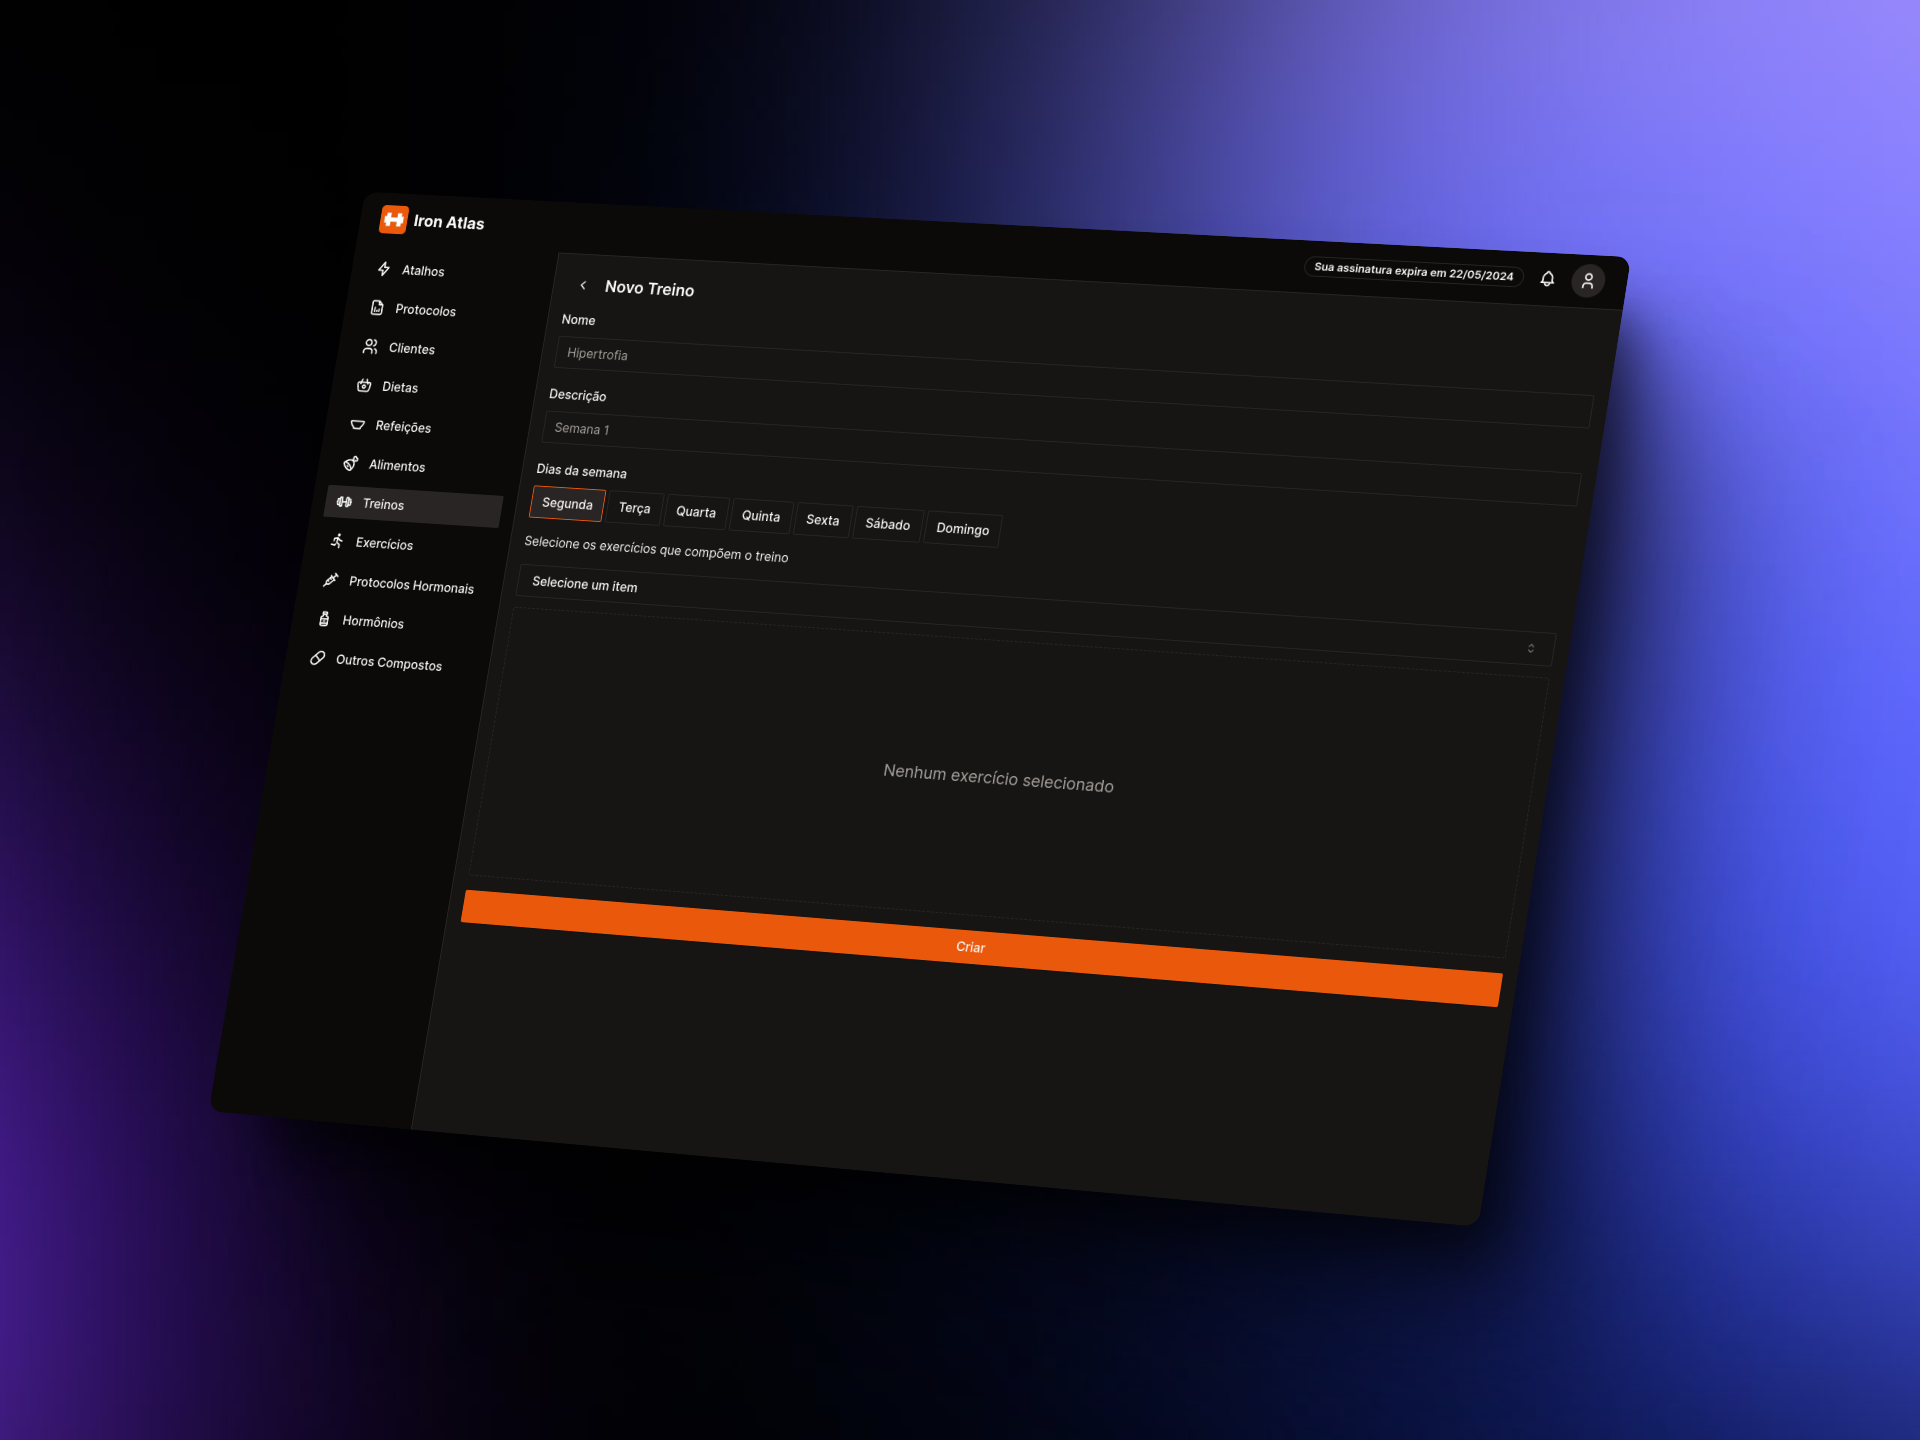 Iron Atlas
Sua assinatura expira em 22/05/2024
Atalhos
Protocolos
Clientes
Dietas
Refeições
Alimentos
Treinos
Exercícios
Protocolos Hormonais
Hormônios
Outros Compostos
Novo Treino
Nome
Hipertrofia
Descrição
Semana 1
Dias da semana
Segunda Terça Quarta Quinta Sexta Sábado Domingo
Selecione os exercícios que compõem o treino
Selecione um item
Nenhum exercício selecionado
Criar